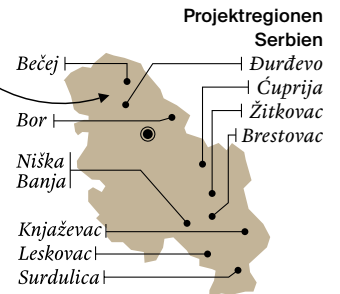 Projektregionen
Serbien
Bečej
Đurđevo
Ćuprija
Bor
Žitkovac
Brestovac
Niška
Banja
Knjaževac
Leskovac
Surdulica